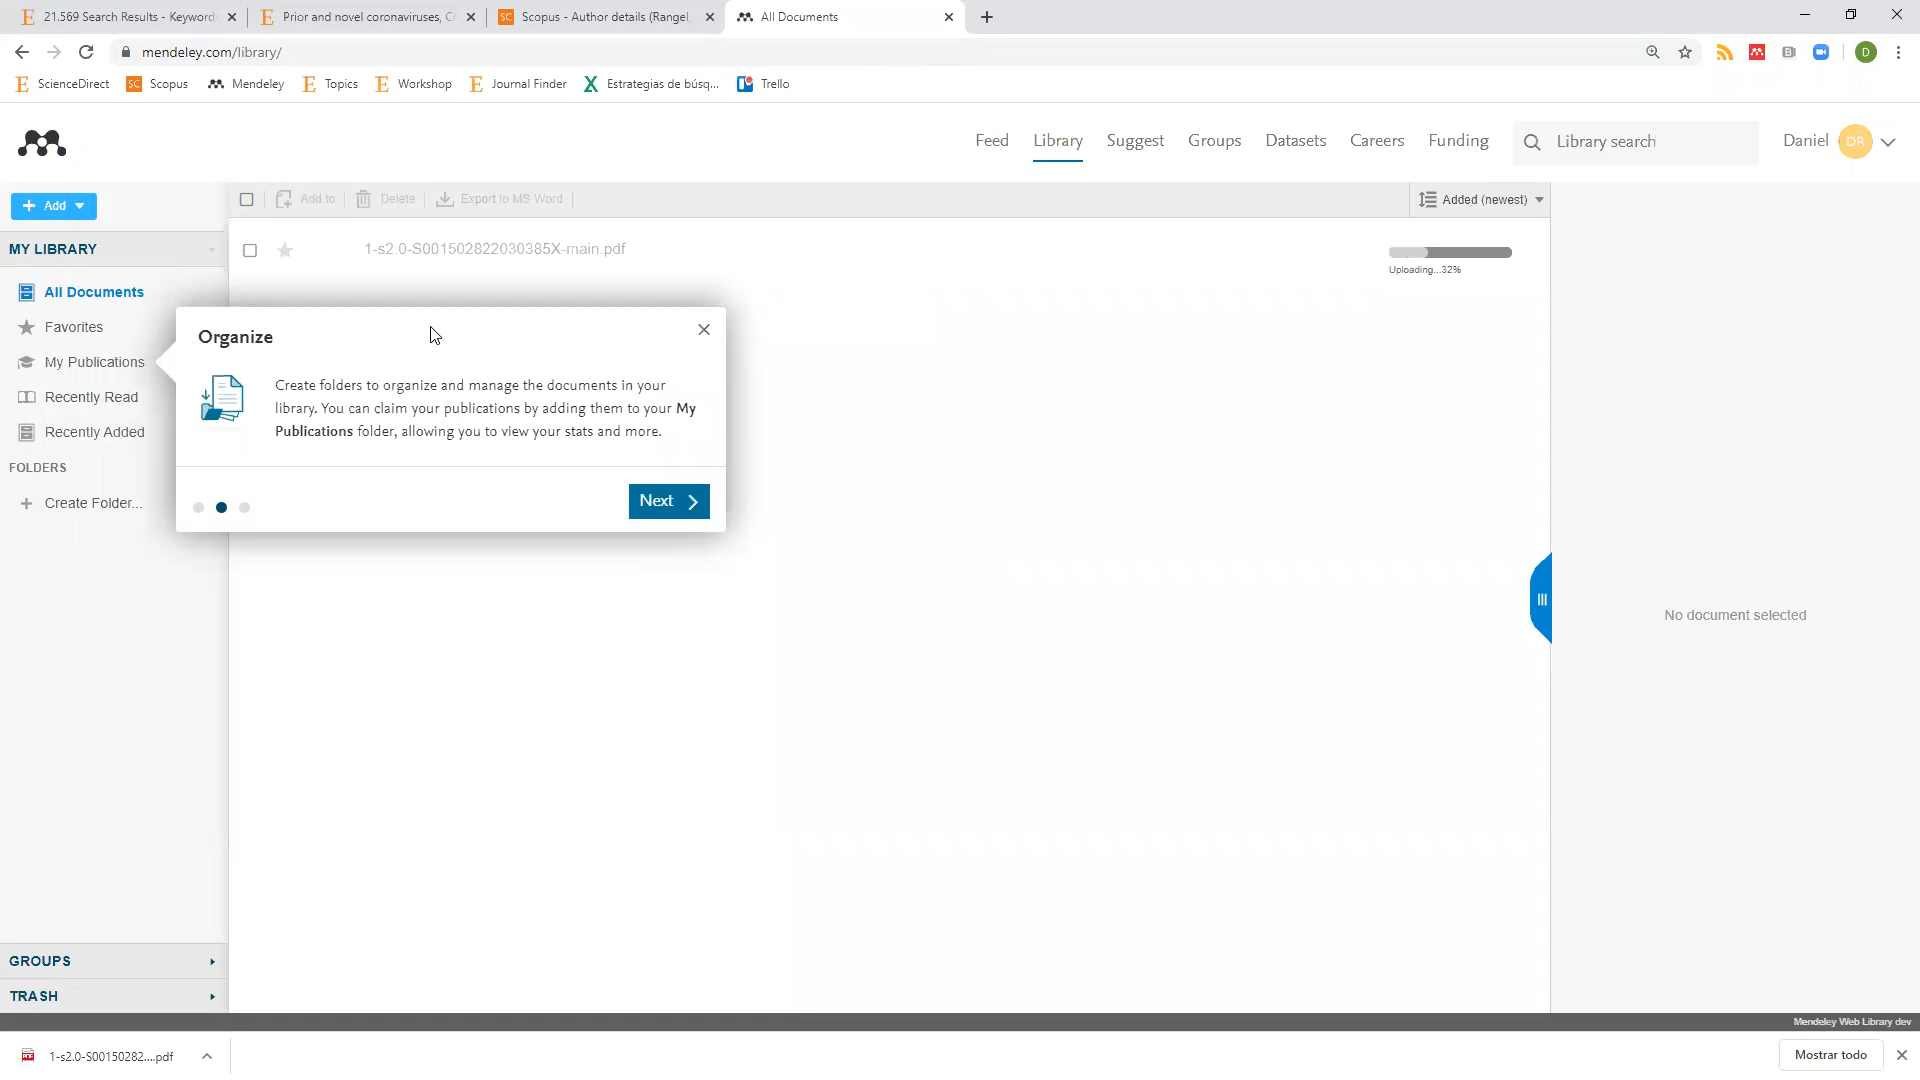 21.569 Search Results - Keyword
Prior and novel coronaviruses, C
Scopus - Author details (Rangel,
All Documents
mendeley.com/library/
D
ScienceDirect
Scopus
Mendeley
Topics
Workshop
Journal Finder
Estrategias de búsq...
Trello
Feed
Library
Suggest
Groups
Datasets
Careers
Funding
Library search
Daniel
DR
Add
Add to
Delete
Export to MS Word
Added (newest)
MY LIBRARY
1-s2.0-S001502822030385X-main.pdf
Uploading...32%
All Documents
Favorites
My Publications
Recently Read
Recently Added
FOLDERS
Create Folder...
Organize
Create folders to organize and manage the documents in your
library. You can claim your publications by adding them to your My
Publications folder, allowing you to view your stats and more.
Next
No document selected
GROUPS
TRASH
Mendeley Web Library dev
1-s2.0-S00150282....pdf
Mostrar todo